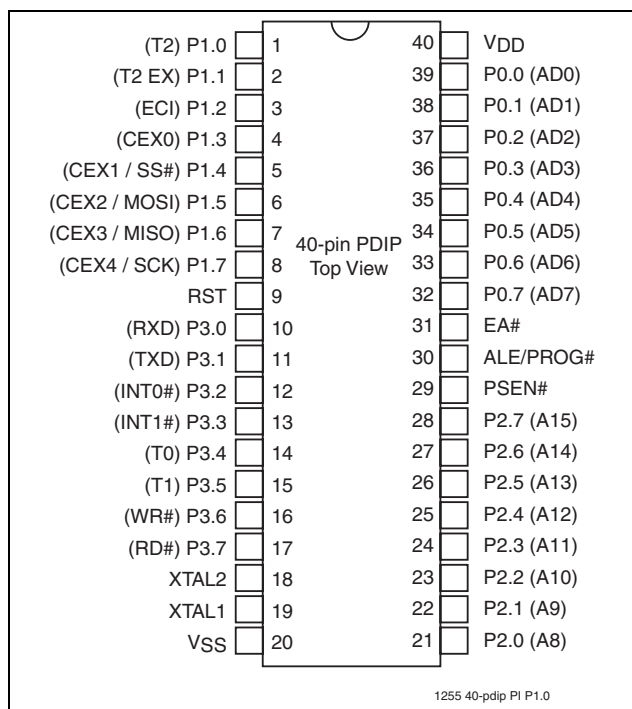 (T2) P1.0 1 40 VDD
(T2 EX) P1.1 2 39 P0.0 (AD0)
(ECI) P1.2 3 38 P0.1 (AD1)
(CEX0) P1.3 4 37 P0.2 (AD2)
(CEX1 / SS#) P1.4 5 36 P0.3 (AD3)
(CEX2 / MOSI) P1.5 6 35 P0.4 (AD4)
(CEX3 / MISO) P1.6 7 34 P0.5 (AD5)
40-pin PDIP
(CEX4 / SCK) P1.7 8 33 P0.6 (AD6)
Top View
RST 9 32 P0.7 (AD7)
(RXD) P3.0 10 31 EA#
(TXD) P3.1 11 30 ALE/PROG#
(INT0#) P3.2 12 29 PSEN#
(INT1#) P3.3 13 28 P2.7 (A15)
(T0) P3.4 14 27 P2.6 (A14)
(T1) P3.5 15 26 P2.5 (A13)
(WR#) P3.6 16 25 P2.4 (A12)
(RD#) P3.7 17 24 P2.3 (A11)
XTAL2 18 23 P2.2 (A10)
XTAL1 19 22 P2.1 (A9)
VSS 20 21 P2.0 (A8)
1255 40-pdip PI P1.0